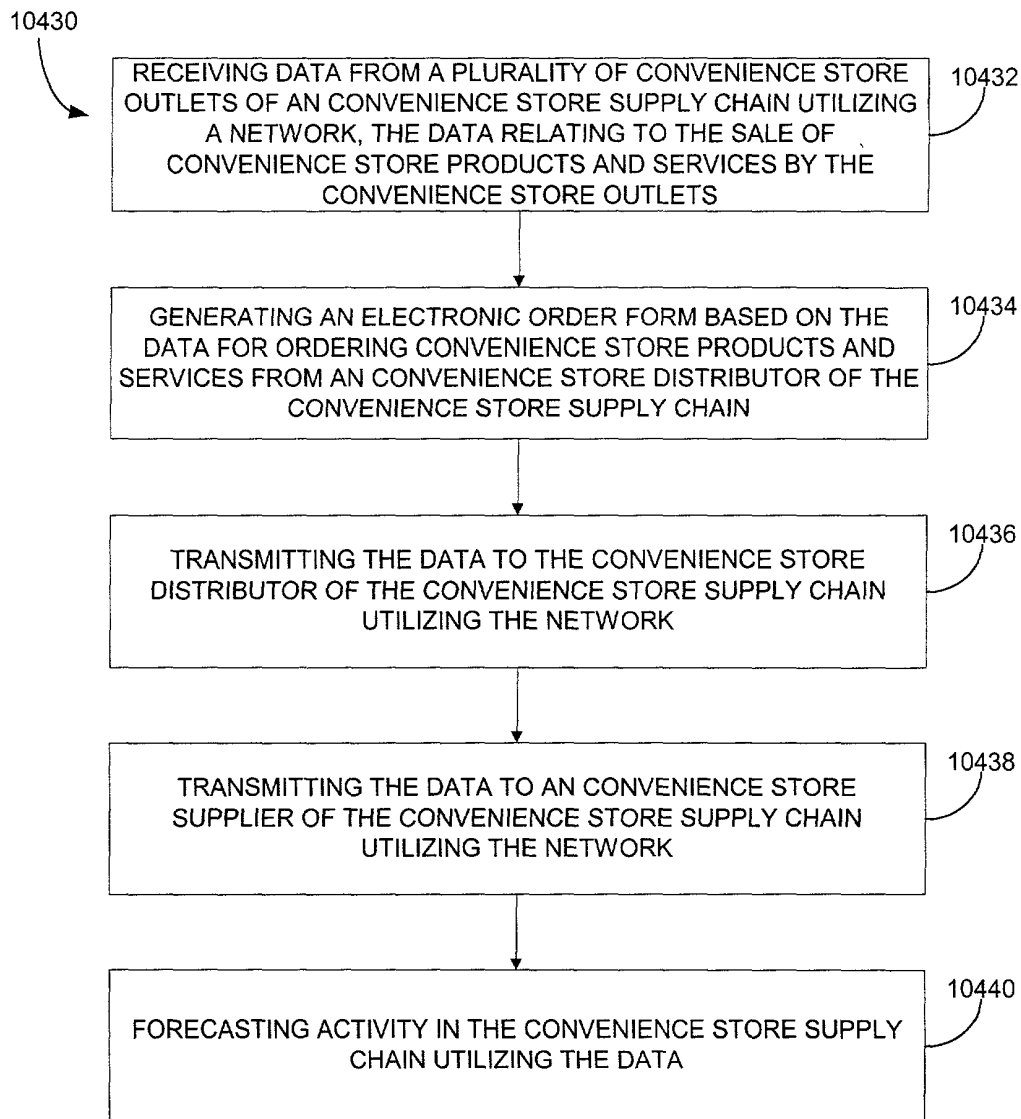 10430
RECEIVING DATA FROM A PLURALITY OF CONVENIENCE STORE
OUTLETS OF AN CONVENIENCE STORE SUPPLY CHAIN UTILIZING
A NETWORK, THE DATA RELATING TO THE SALE OF
CONVENIENCE STORE PRODUCTS AND SERVICES BY THE
CONVENIENCE STORE OUTLETS
10432
GENERATING AN ELECTRONIC ORDER FORM BASED ON THE
DATA FOR ORDERING CONVENIENCE STORE PRODUCTS AND
SERVICES FROM AN CONVENIENCE STORE DISTRIBUTOR OF THE
CONVENIENCE STORE SUPPLY CHAIN
10434
TRANSMITTING THE DATA TO THE CONVENIENCE STORE
DISTRIBUTOR OF THE CONVENIENCE STORE SUPPLY CHAIN
UTILIZING THE NETWORK
10436
TRANSMITTING THE DATA TO AN CONVENIENCE STORE
SUPPLIER OF THE CONVENIENCE STORE SUPPLY CHAIN
UTILIZING THE NETWORK
10438
FORECASTING ACTIVITY IN THE CONVENIENCE STORE SUPPLY
CHAIN UTILIZING THE DATA
10440